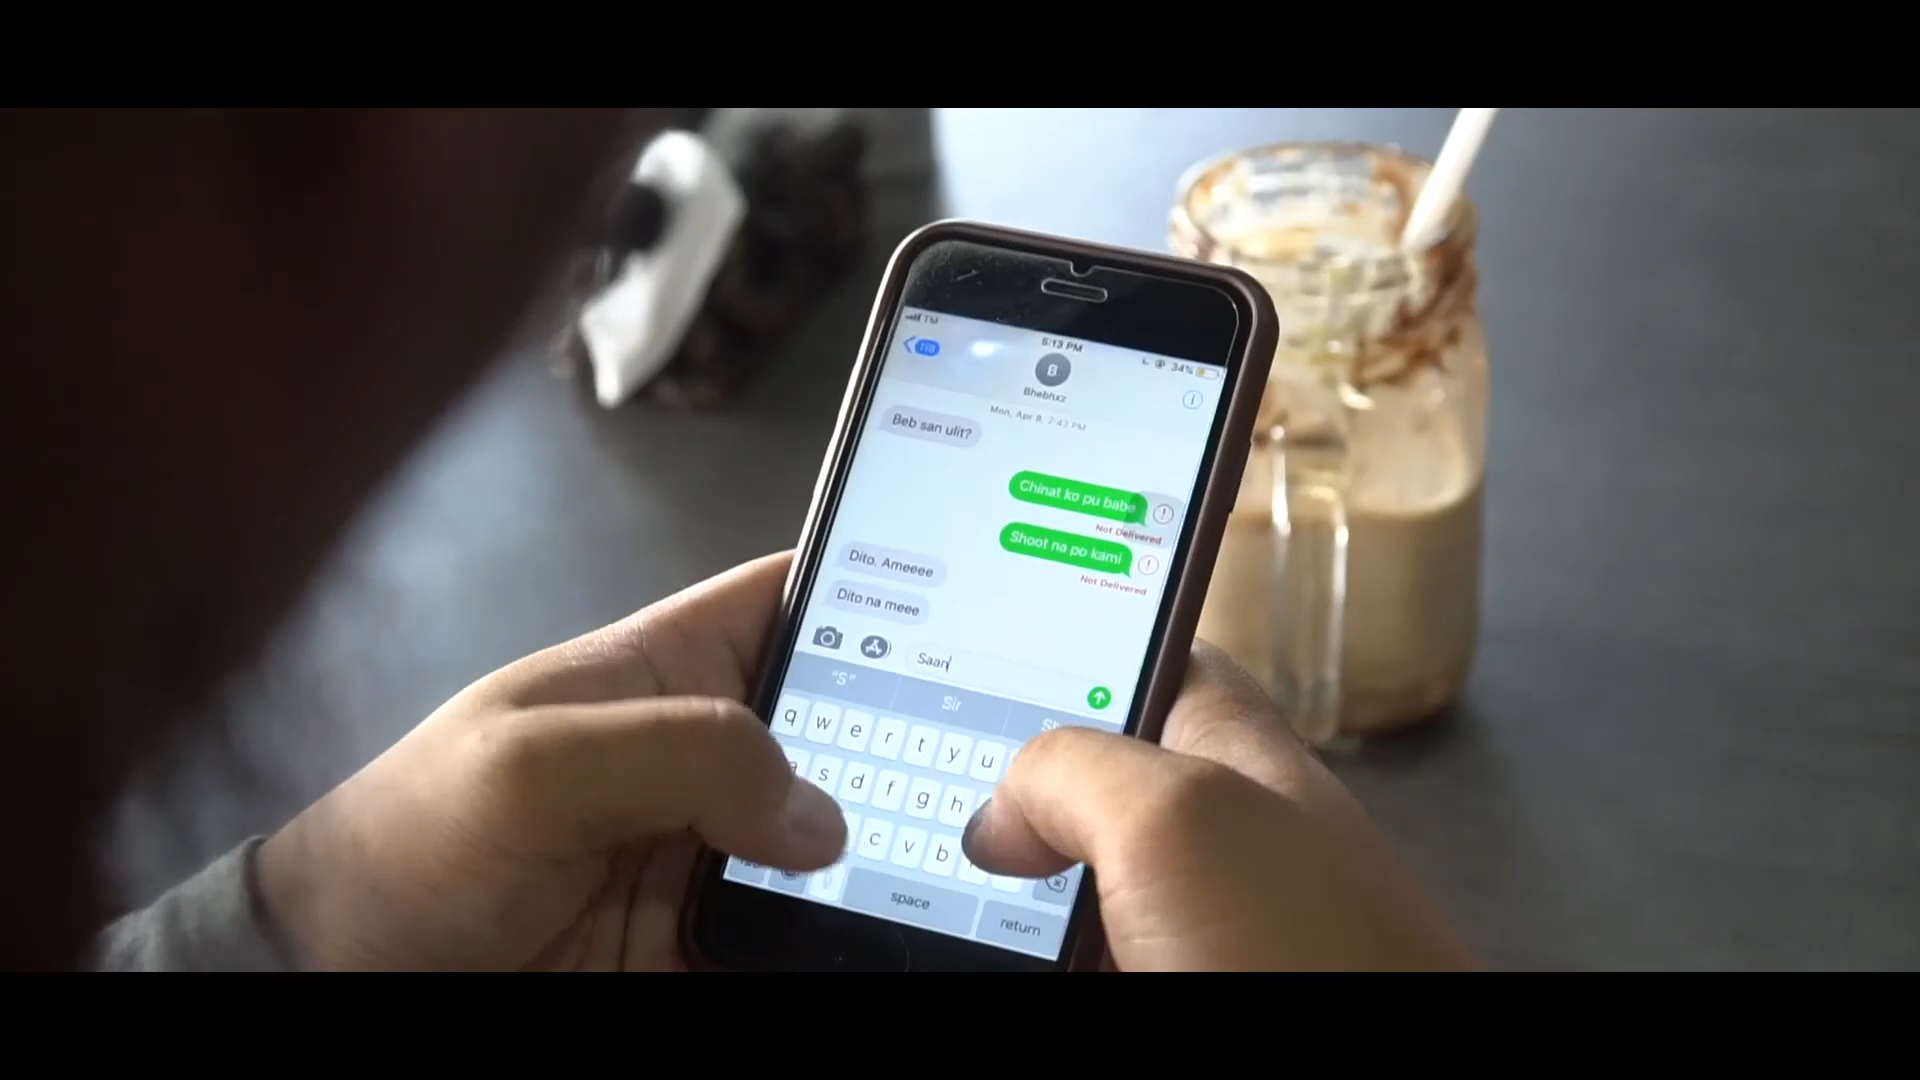 TM
5:13 PM
34%
118
B
Bhebhxz
Mon, Apr 8, 2:43 PM
Beb san ulit?
Chinat ko pu babe
Not Delivered
Shoot na po kami
Not Delivered
Dito, Ameeee
Dito na meee
Saan
"S" Sir
q w e r t y u
a s d f g h
c v b
space return